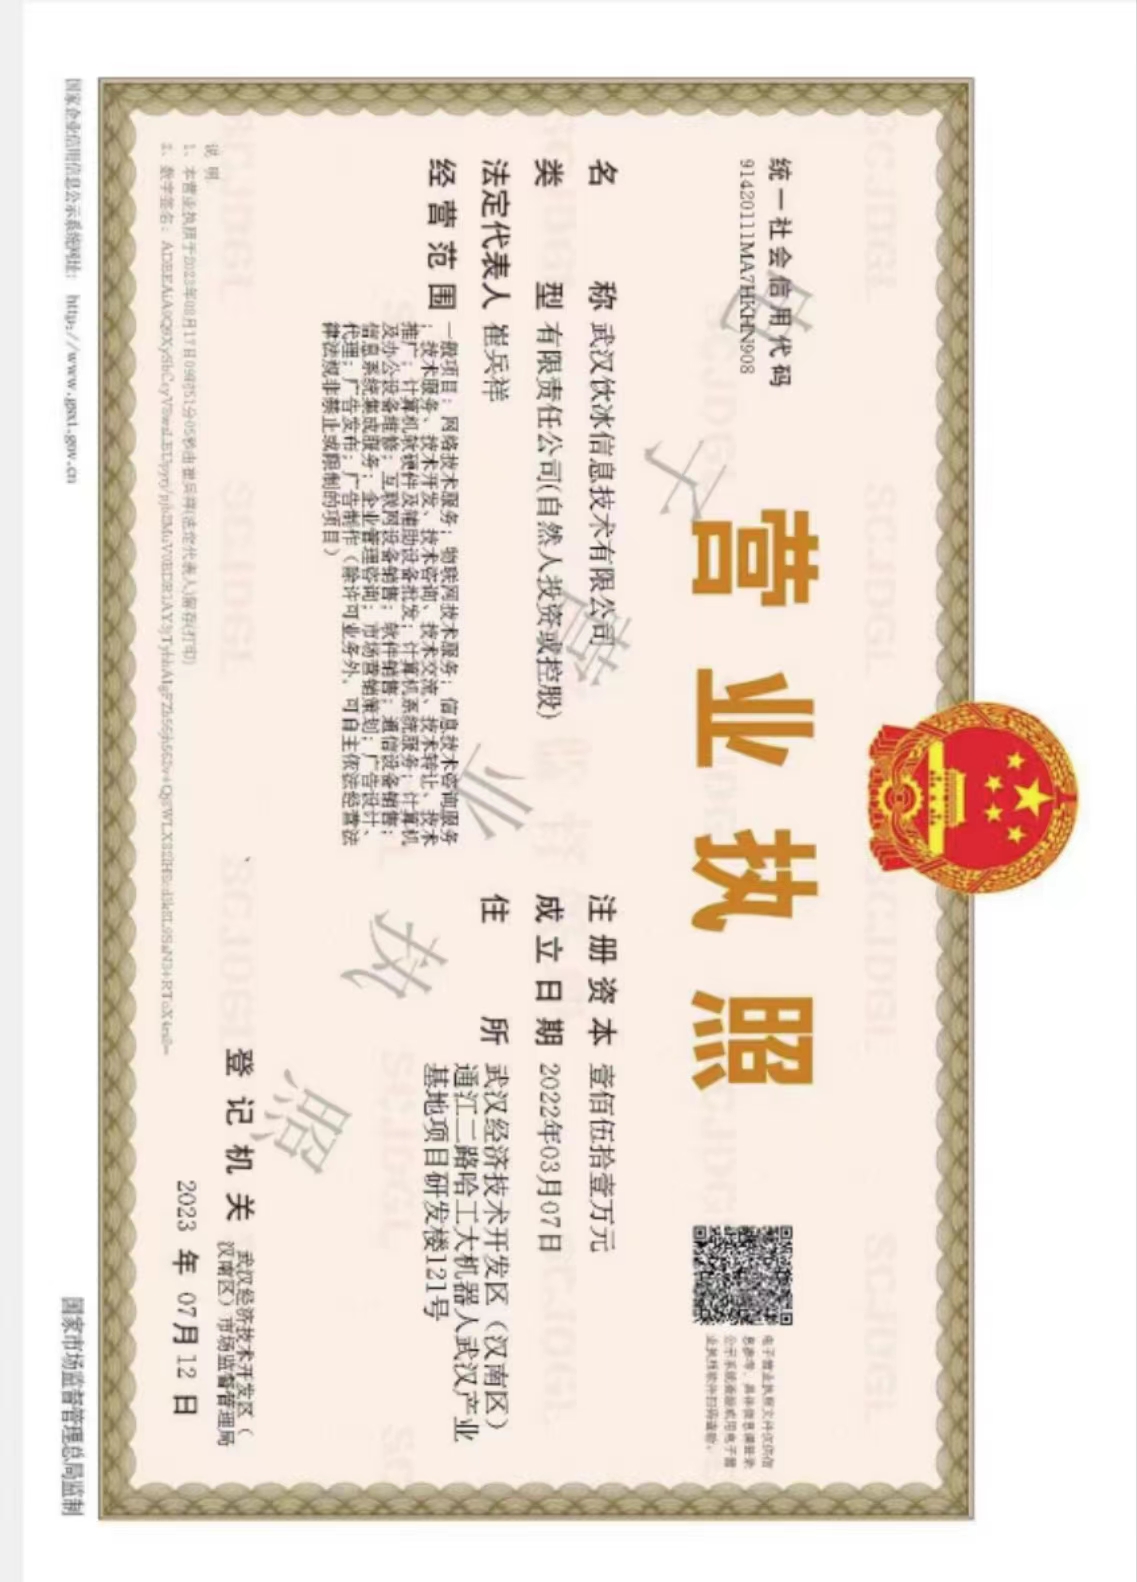 统一社会信用代码
91420111MA7HKHN908
营业执照
电子营业执照文件仅供信
息参考，具体信息请登录
公示系统查验或用电子营
业执照软件扫码查验。
名称 武汉饮冰信息技术有限公司
类型 有限责任公司(自然人投资或控股)
法定代表人 崔兵祥
经营范围 一般项目：网络技术服务；物联网技术服务；信息技术咨询服务
；技术服务、技术开发、技术咨询、技术交流、技术转让、技术
推广；计算机软硬件及辅助设备批发；计算机系统服务；计算机
及办公设备维修；互联网设备销售；软件销售；通信设备销售；
信息系统集成服务；企业管理咨询；市场营销策划；广告设计、
代理；广告发布；广告制作（除许可业务外，可自主依法经营法
律法规非禁止或限制的项目）
注册资本 壹佰伍拾壹万元
成立日期 2022年03月07日
住所 武汉经济技术开发区（汉南区）
通江二路哈工大机器人武汉产业
基地项目研发楼121号
电子营业执照
登记机关 武汉经济技术开发区（
汉南区）市场监督管理局
2023 年 07月12 日
说明:
1、本营业执照于2023年08月17日09时51分05秒由崔兵祥(法定代表人)留存(打印)
2、数字签名：
国家企业信用信息公示系统网址： http://www.gsxt.gov.cn
国家市场监督管理总局监制
SCJDGL